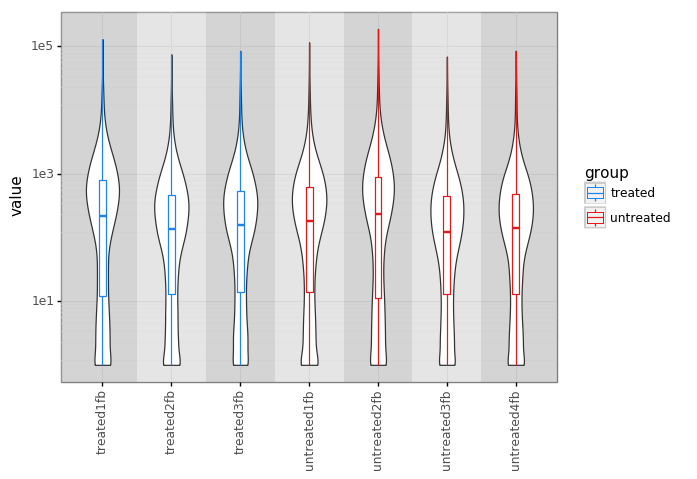 1e5
1e3
1e1
value
treated1fb
treated2fb
treated3fb
untreated1fb
untreated2fb
untreated3fb
untreated4fb
group
treated
untreated